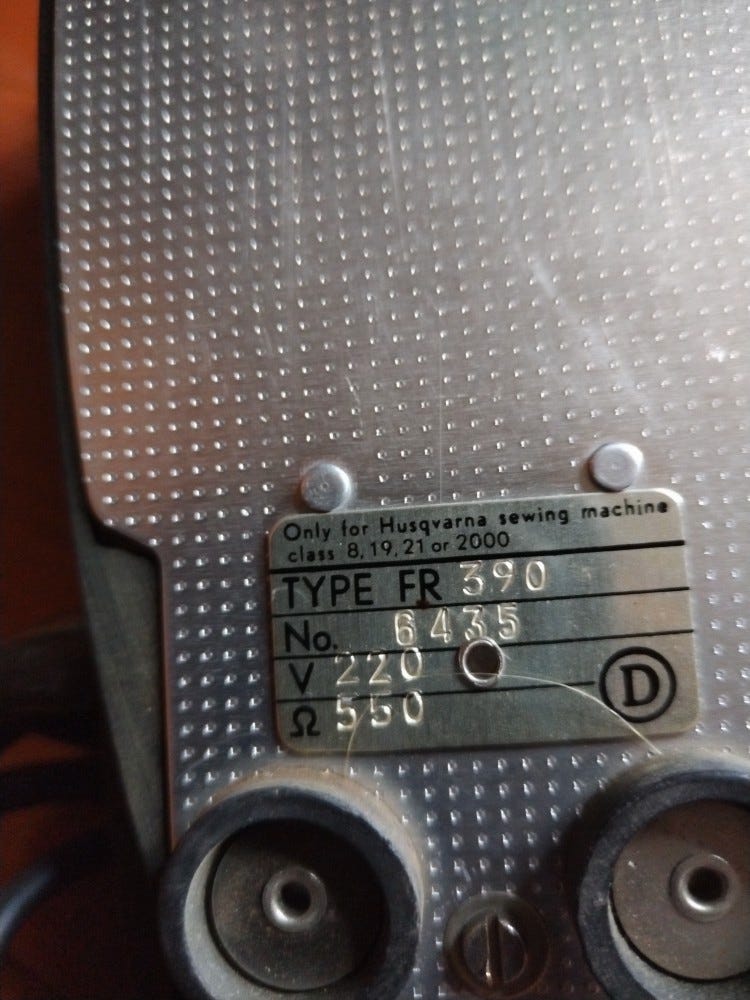 Only for Husqvarna sewing machine
class 8, 19, 21 or 2000
TYPE FR 390
No. 6435
V 220
Ω 550
D